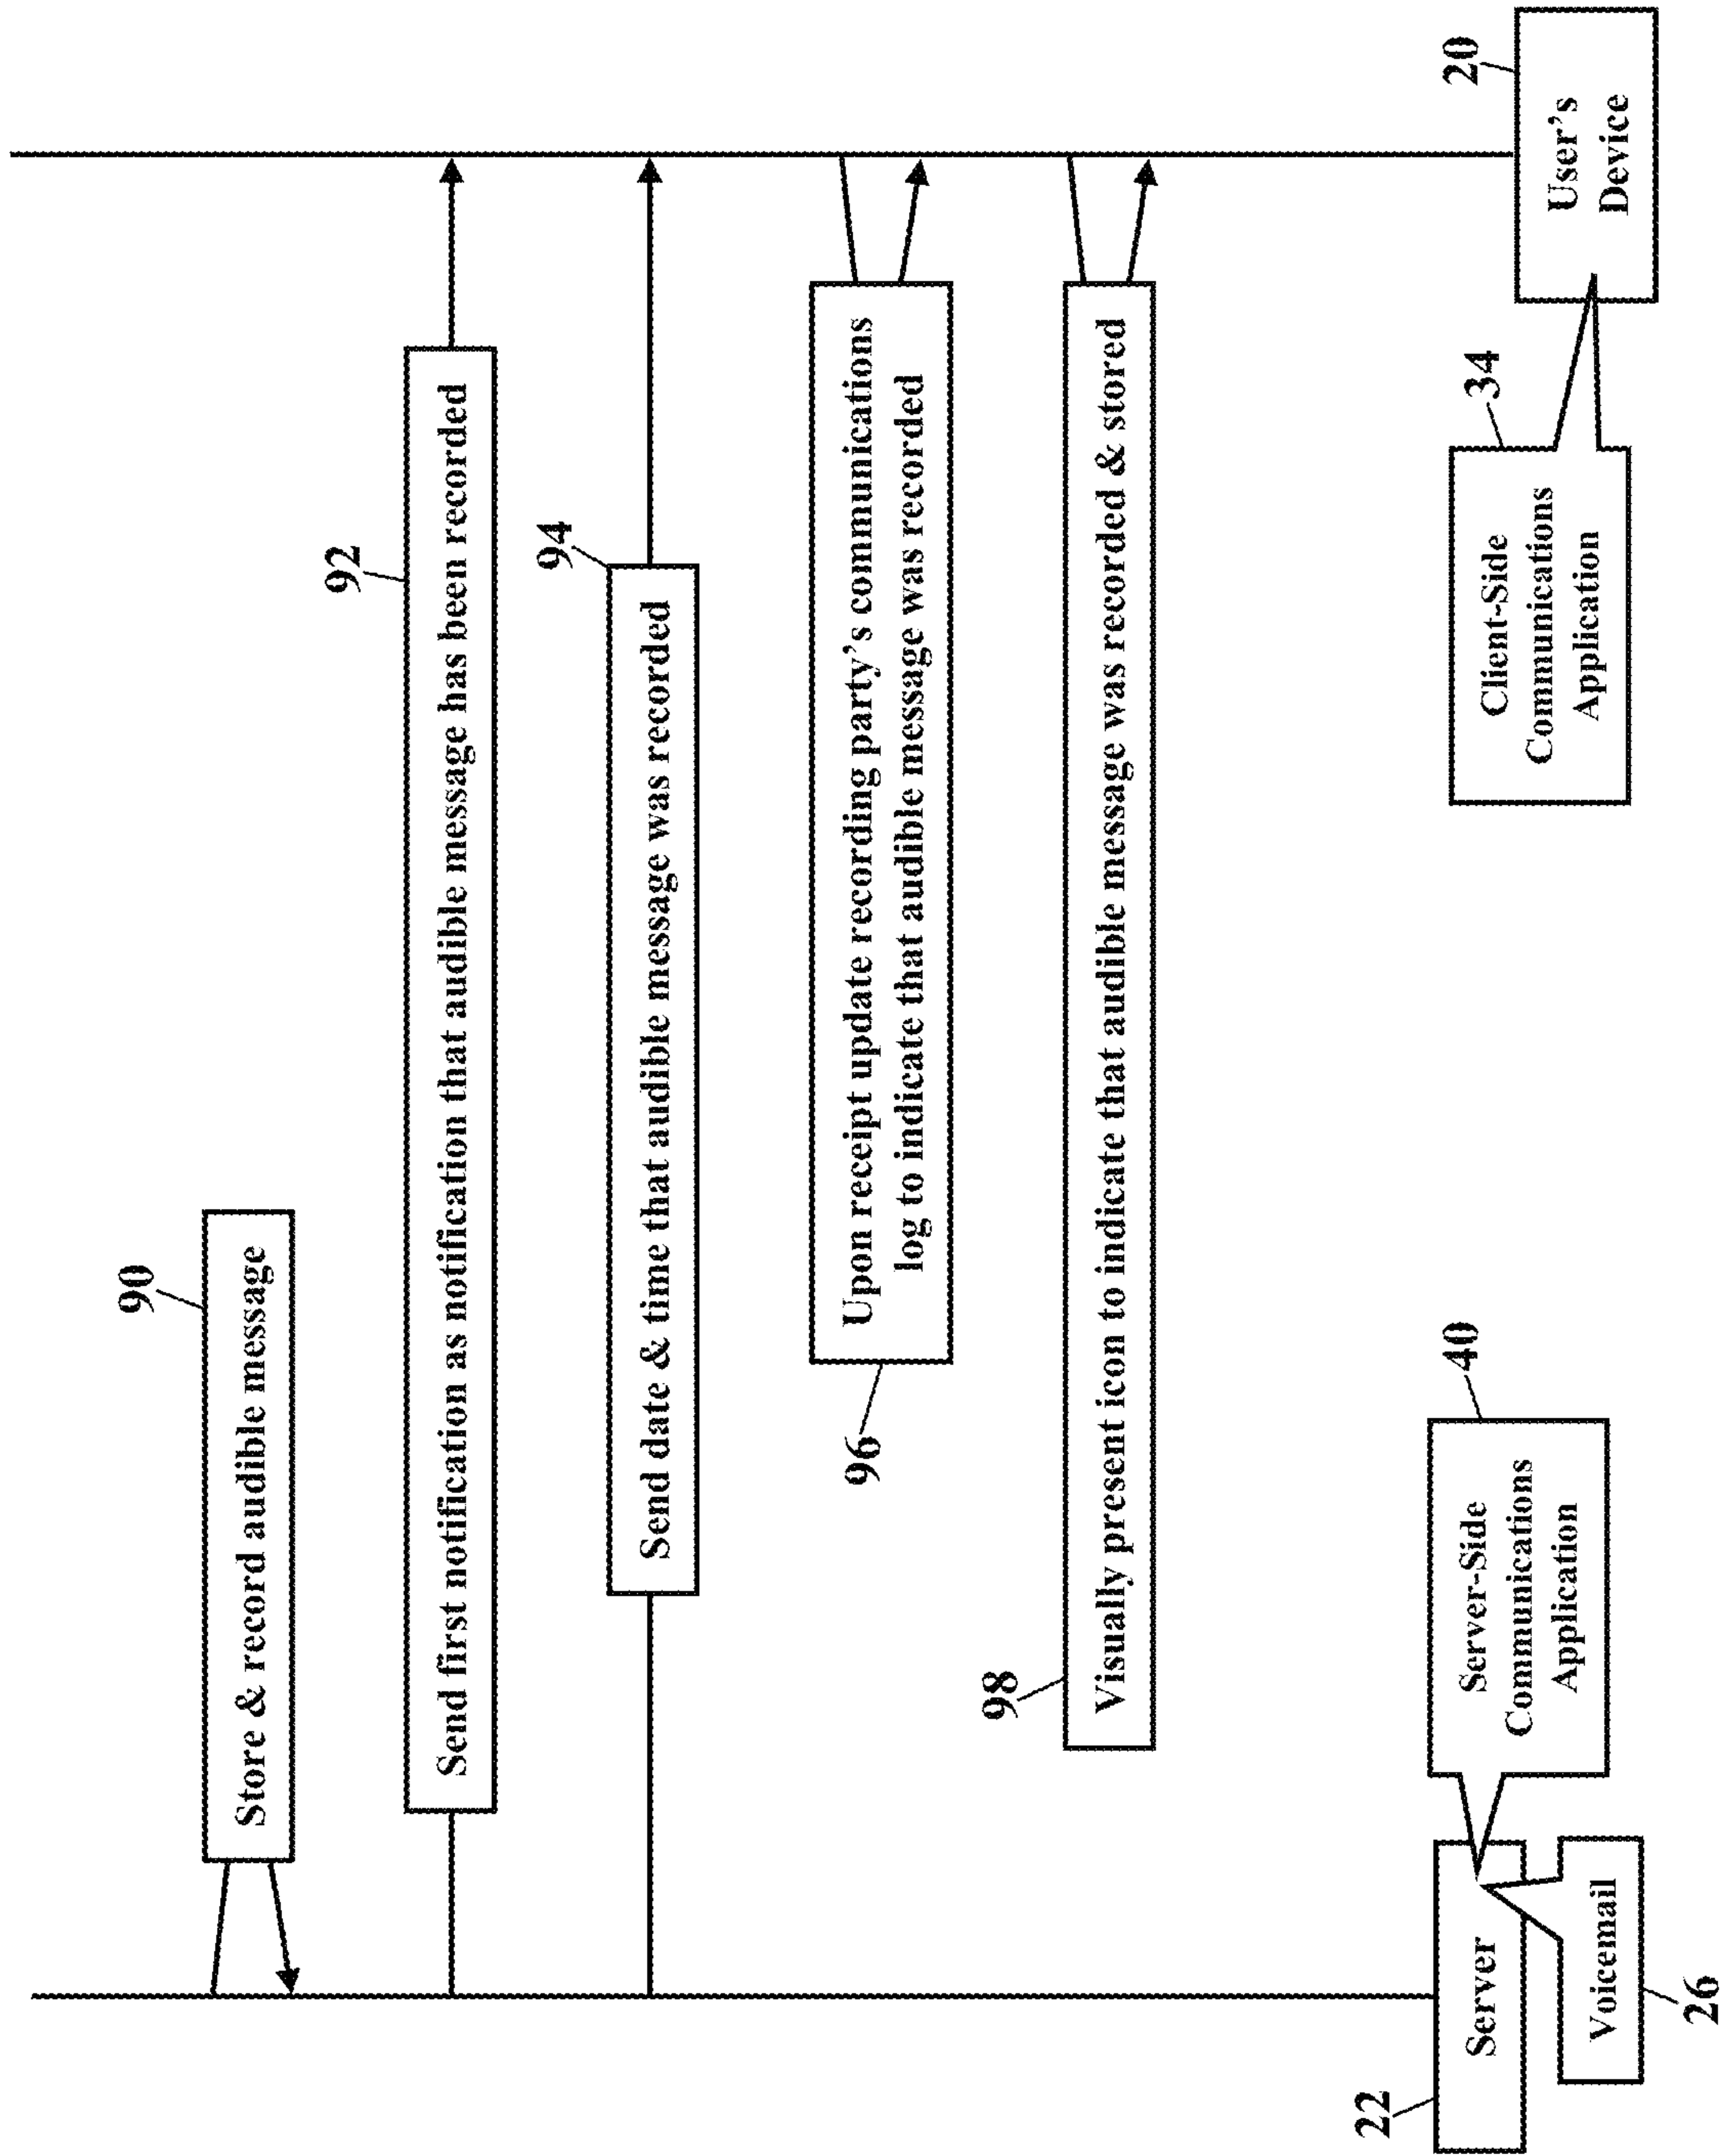 90
Store & record audible message
92
Send first notification as notification that audible message has been recorded
94
Send date & time that audible message was recorded
96
Upon receipt update recording party's communications
log to indicate that audible message was recorded
98
Visually present icon to indicate that audible message was recorded & stored
22
Server
40
Server-Side
Communications
Application
Voicemail
26
34
Client-Side
Communications
Application
20
User's
Device